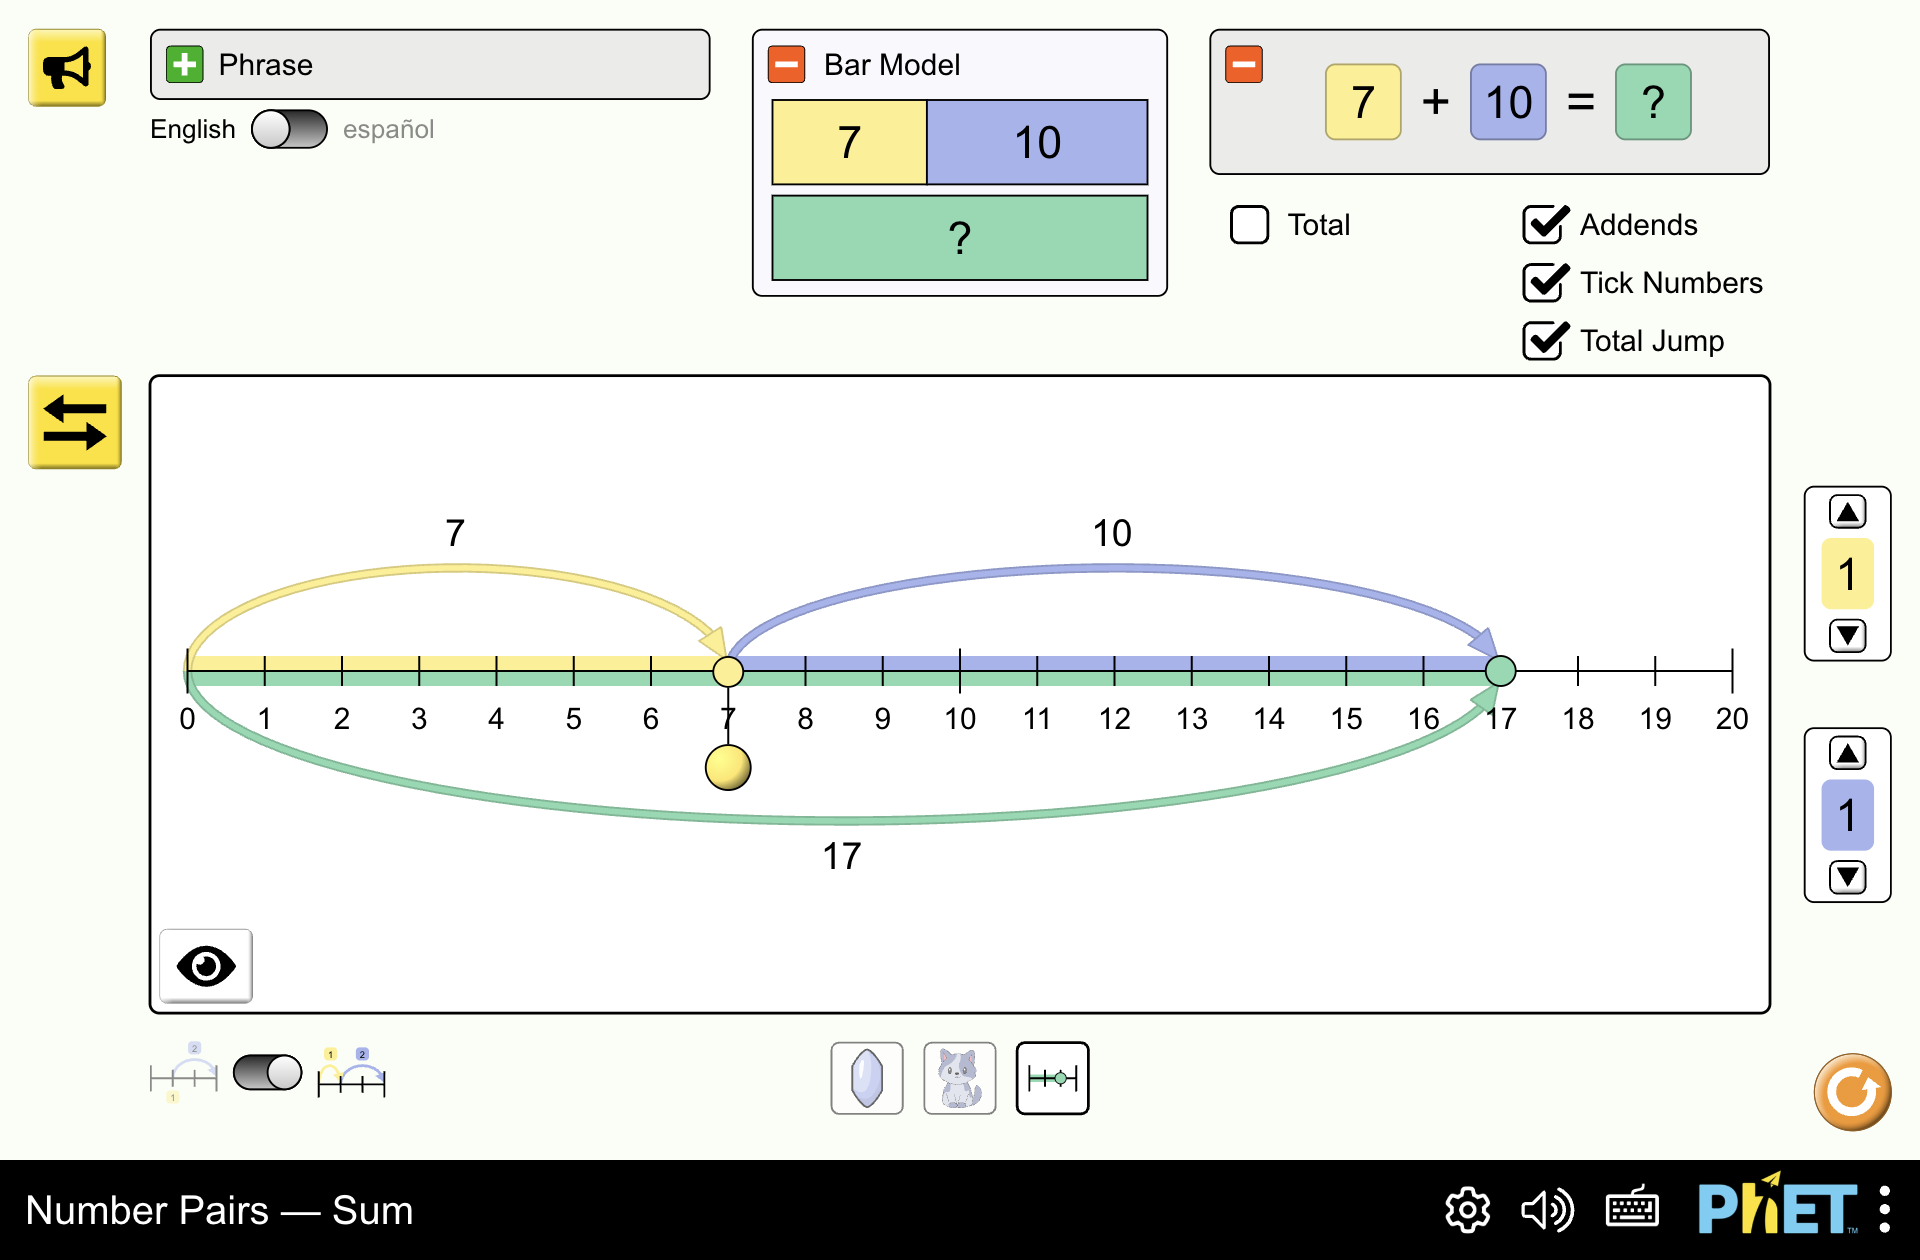 Phrase
English español
Bar Model
7 10
?
7 + 10 = ?
Total
Addends
Tick Numbers
Total Jump
7 10
0 1 2 3 4 5 6 7 8 9 10 11 12 13 14 15 16 17 18 19 20
17
1
1
2
1
1 2
Number Pairs — Sum
PhET™